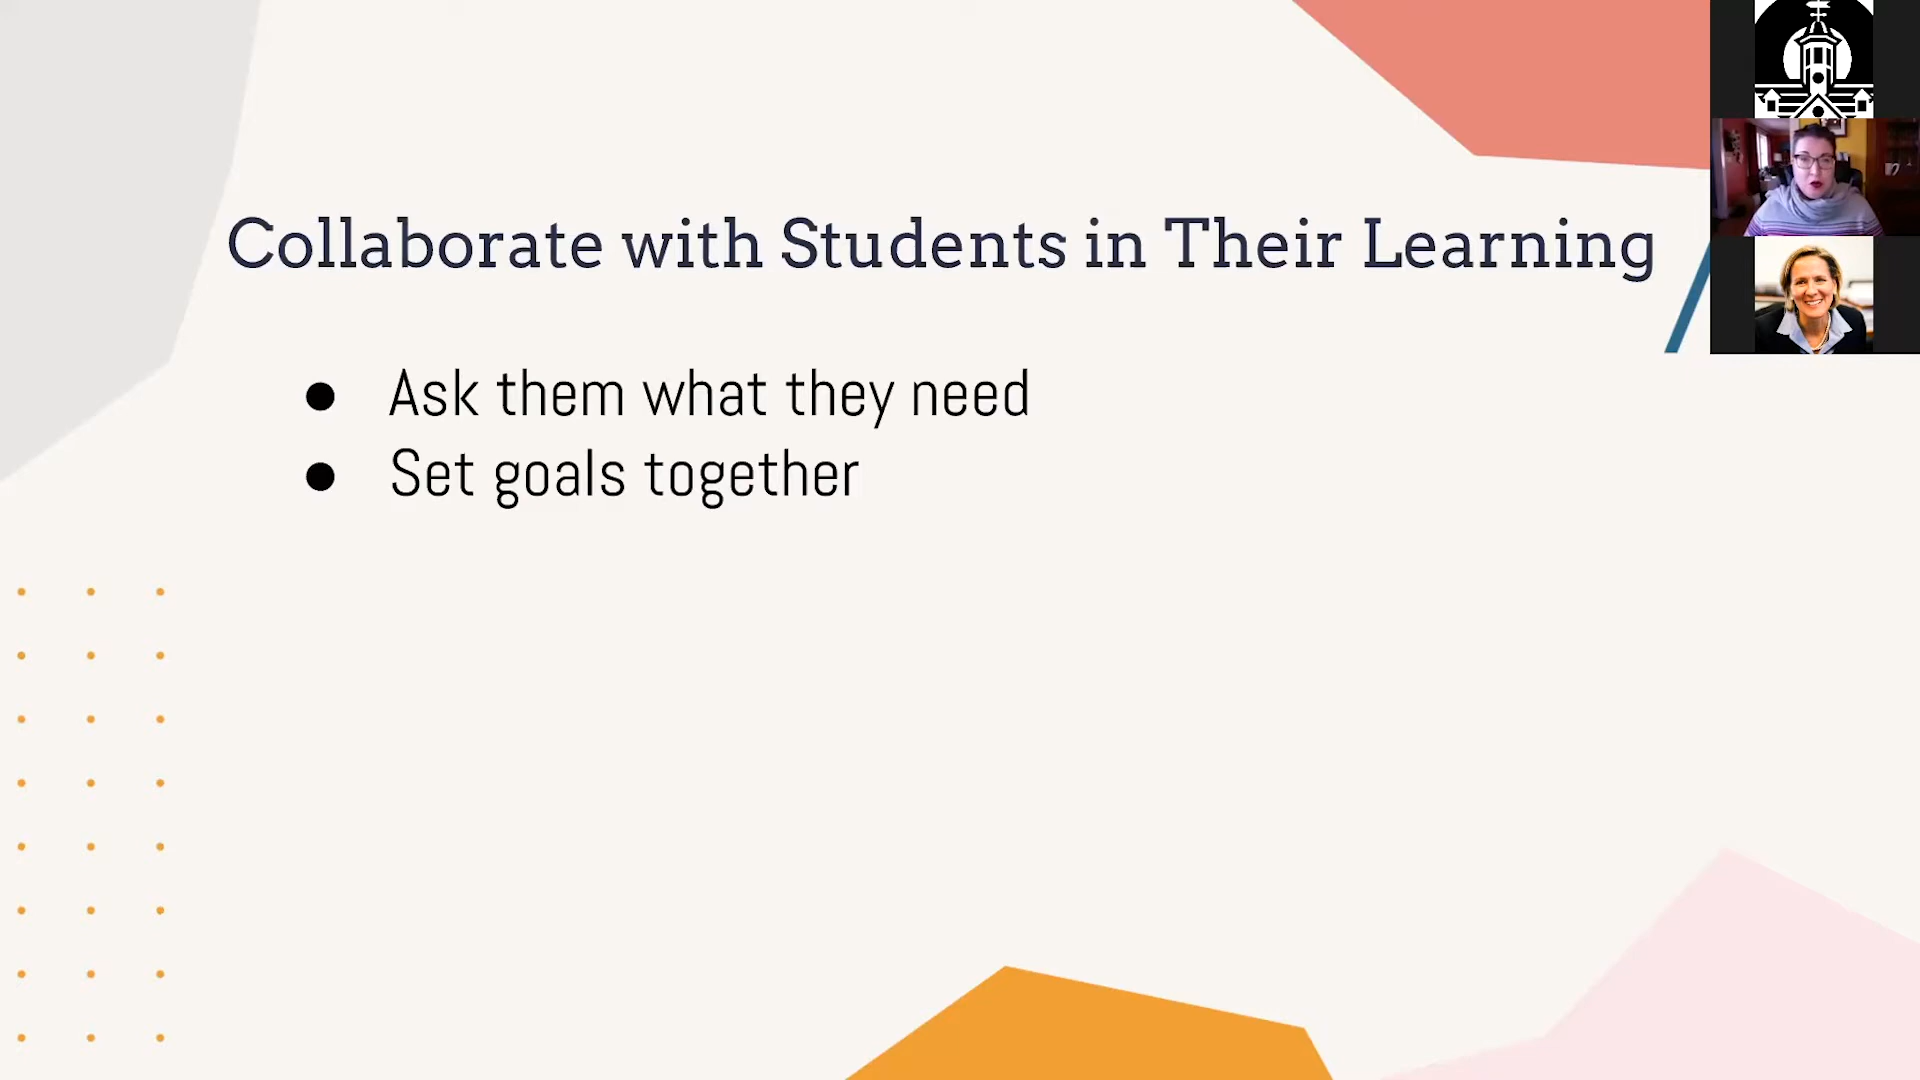 Collaborate with Students in Their Learning
● Ask them what they need
● Set goals together